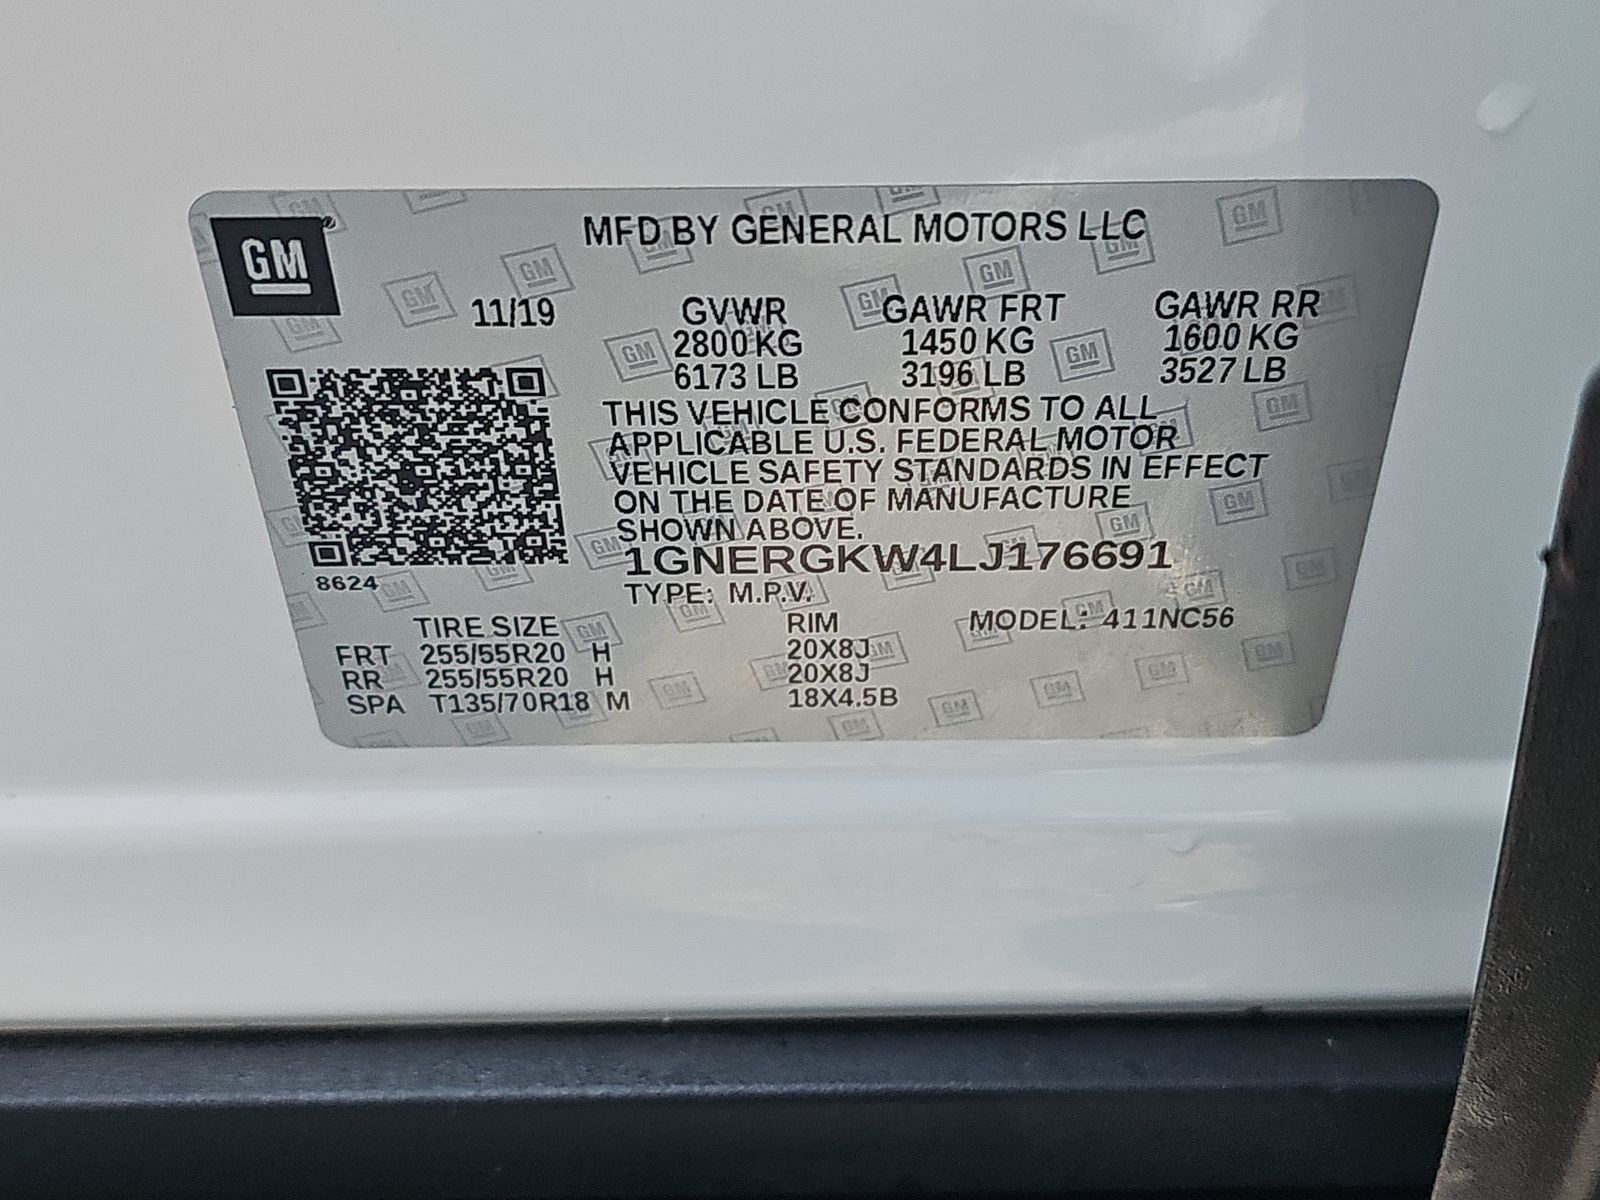 GM
MFD BY GENERAL MOTORS LLC
11/19 GVWR GAWR FRT GAWR RR
2800 KG 1450 KG 1600 KG
6173 LB 3196 LB 3527 LB
THIS VEHICLE CONFORMS TO ALL
APPLICABLE U.S. FEDERAL MOTOR
VEHICLE SAFETY STANDARDS IN EFFECT
ON THE DATE OF MANUFACTURE
SHOWN ABOVE.
1GNERGKW4LJ176691
8624
TYPE: M.P.V.
TIRE SIZE RIM MODEL: 411NC56
FRT 255/55R20 H 20X8J
RR 255/55R20 H 20X8J
SPA T135/70R18 M 18X4.5B